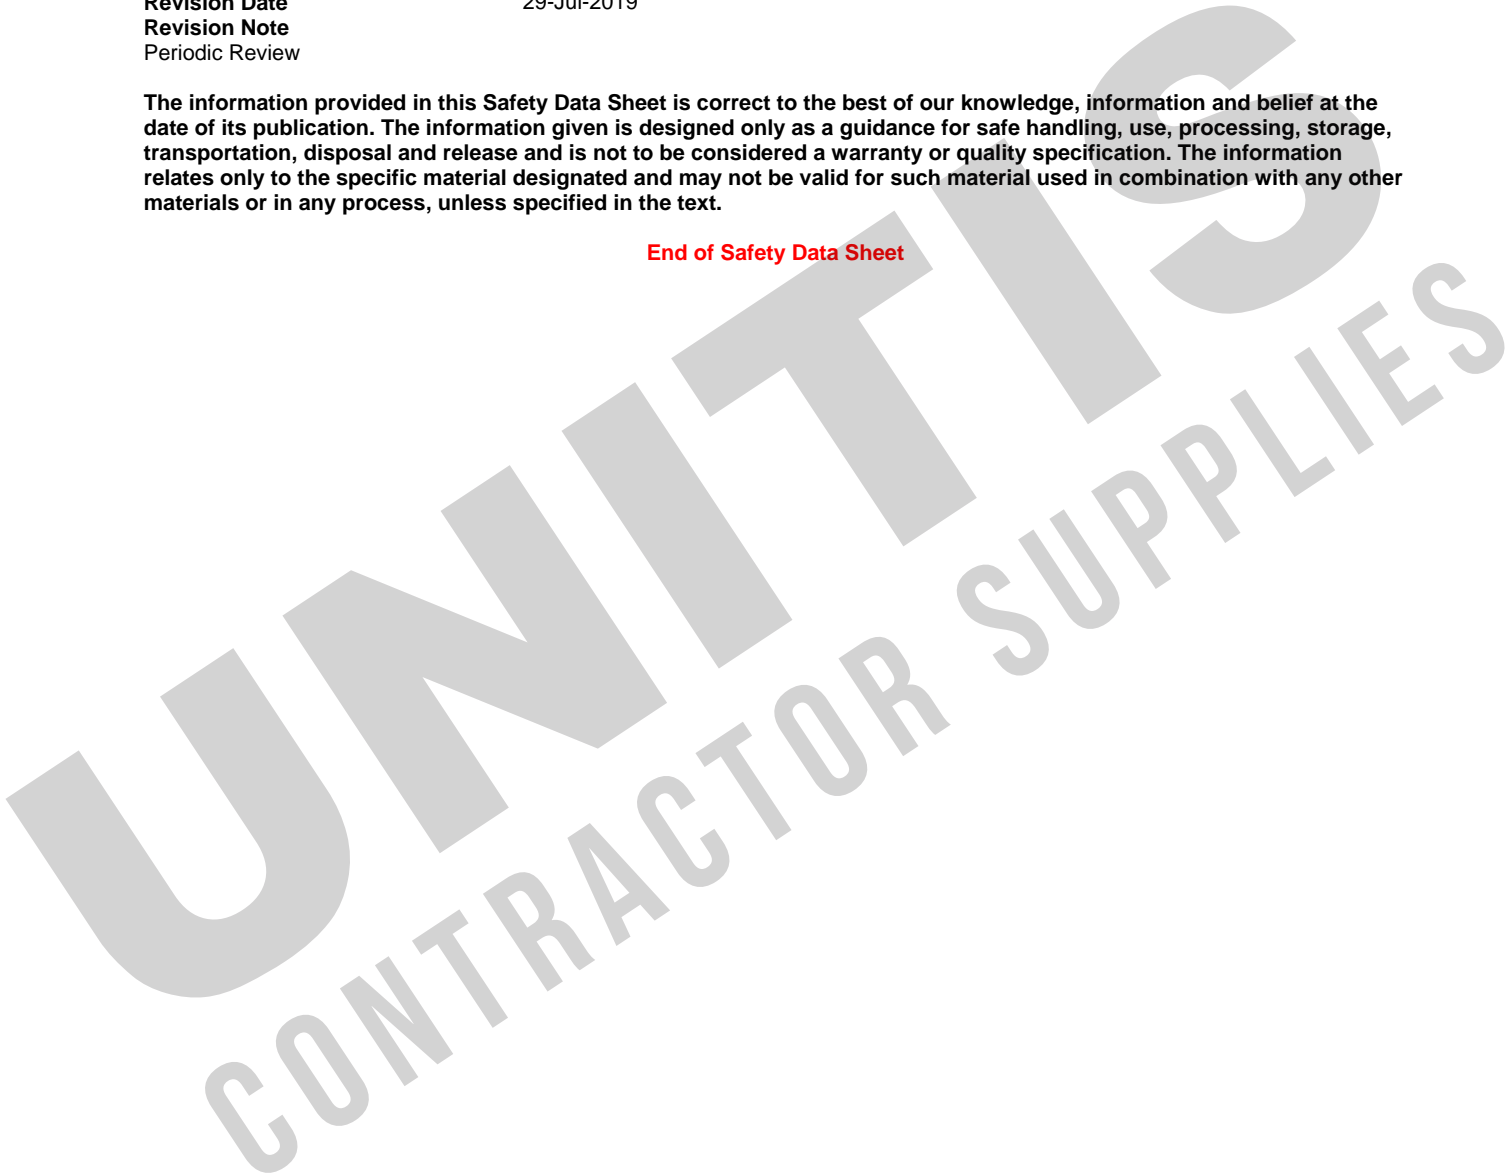 Revision Date 29-Jul-2019
Revision Note
Periodic Review
The information provided in this Safety Data Sheet is correct to the best of our knowledge, information and belief at the
date of its publication. The information given is designed only as a guidance for safe handling, use, processing, storage,
transportation, disposal and release and is not to be considered a warranty or quality specification. The information
relates only to the specific material designated and may not be valid for such material used in combination with any other
materials or in any process, unless specified in the text.
End of Safety Data Sheet
UNITIS
CONTRACTOR SUPPLIES